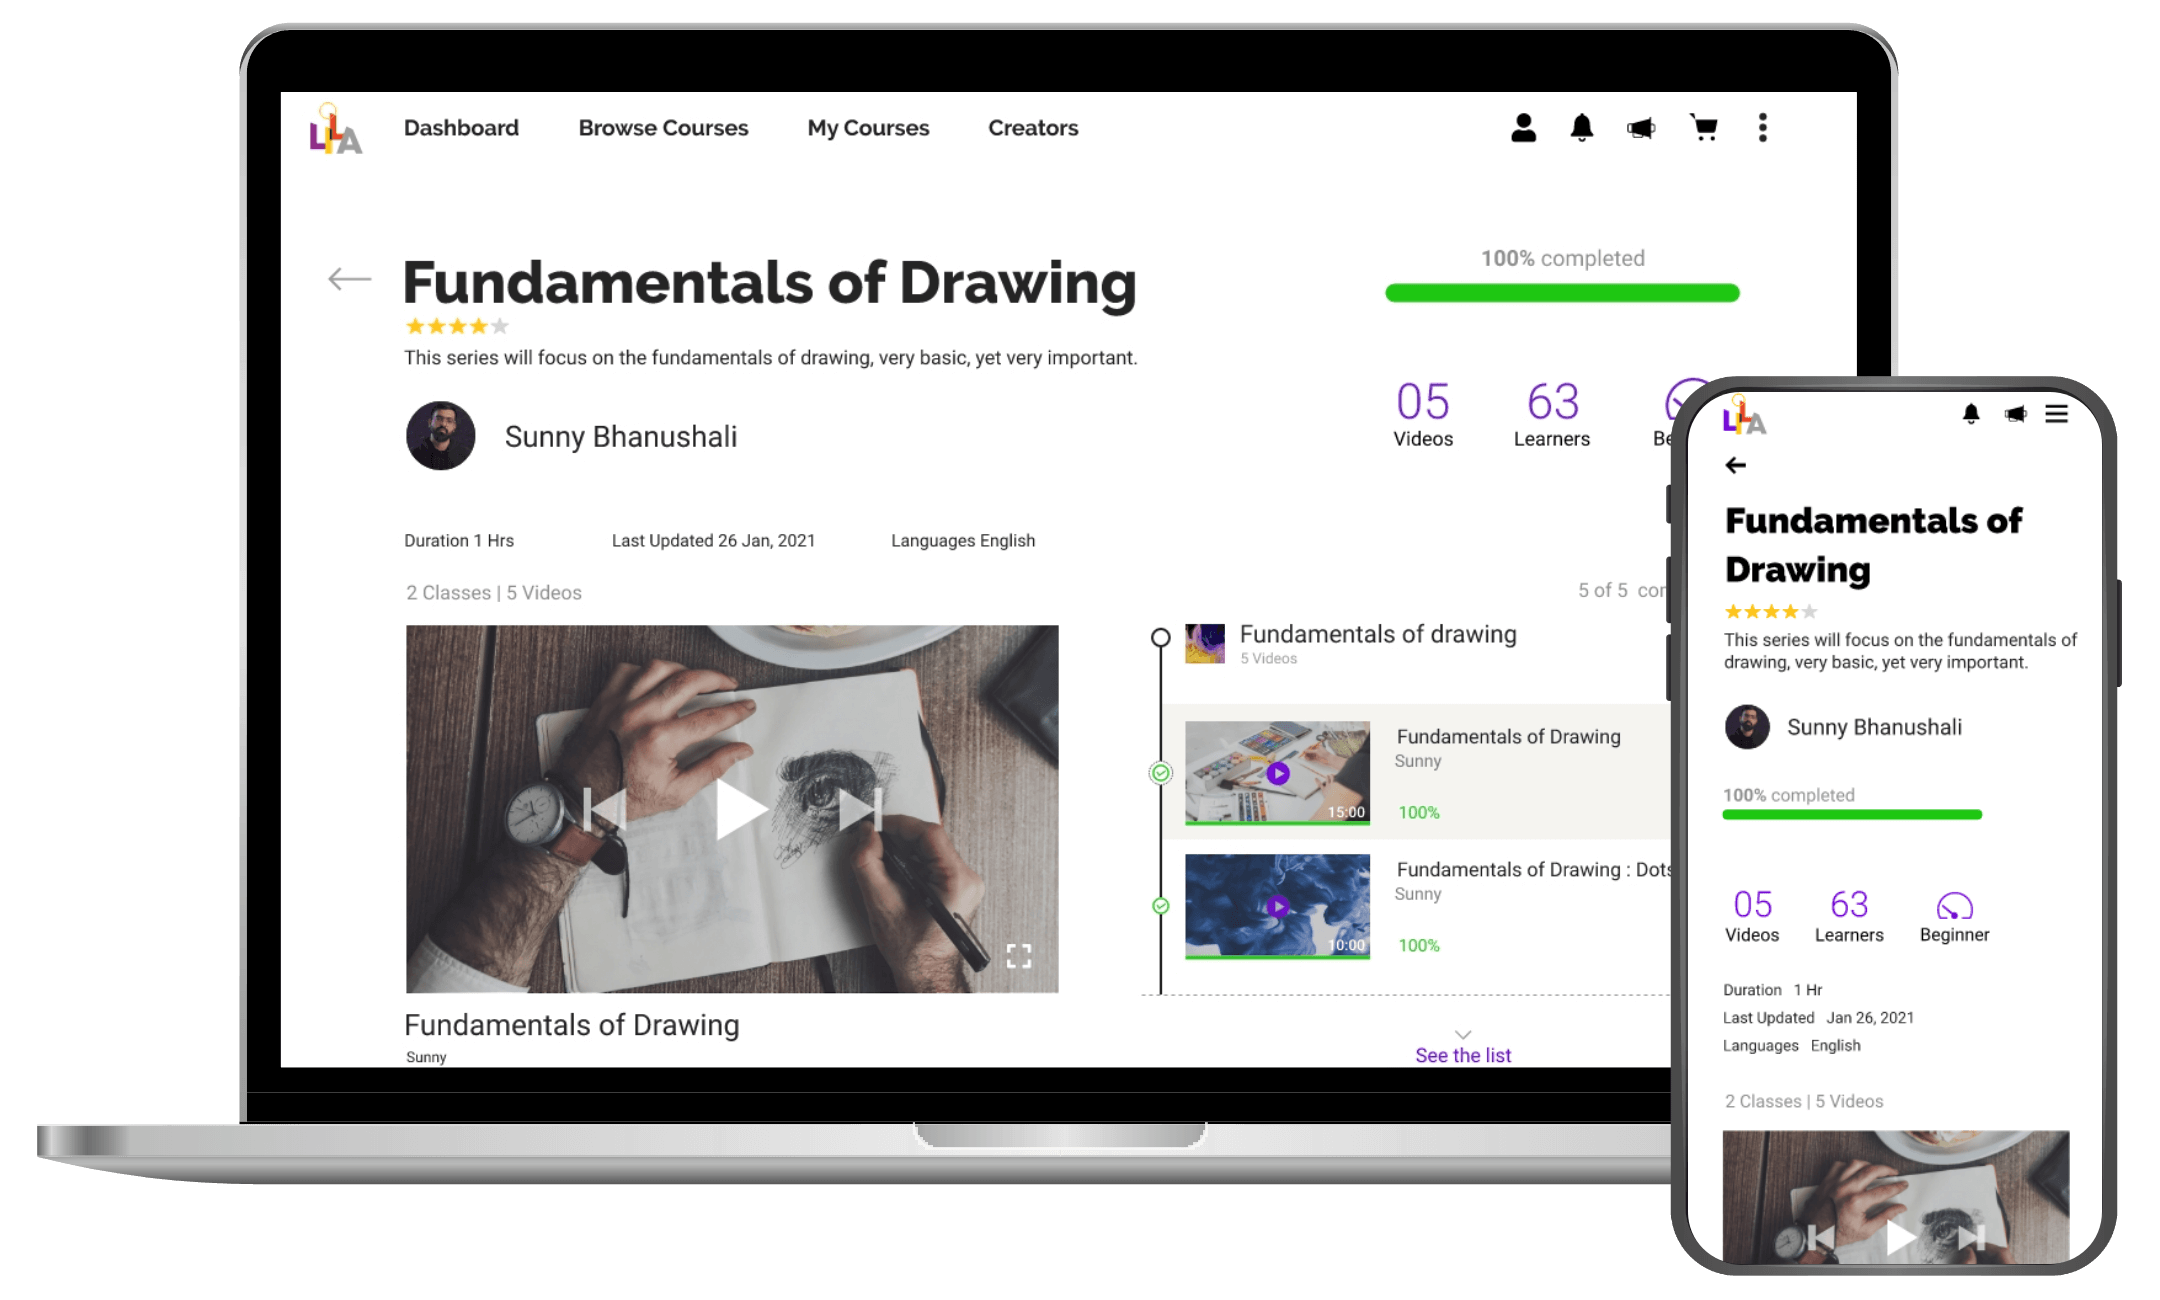 LILA
Dashboard
Browse Courses
My Courses
Creators
Fundamentals of Drawing
This series will focus on the fundamentals of drawing, very basic, yet very important.
Sunny Bhanushali
100% completed
05
Videos
63
Learners
Duration 1 Hrs
Last Updated 26 Jan, 2021
Languages English
2 Classes | 5 Videos
5 of 5
Fundamentals of Drawing
Sunny
Fundamentals of drawing
5 Videos
Fundamentals of Drawing
Sunny
15:00
100%
Fundamentals of Drawing : Dots
Sunny
10:00
100%
See the list
LILA
Fundamentals of
Drawing
This series will focus on the fundamentals of
drawing, very basic, yet very important.
Sunny Bhanushali
100% completed
05
Videos
63
Learners
Beginner
Duration 1 Hr
Last Updated Jan 26, 2021
Languages English
2 Classes | 5 Videos